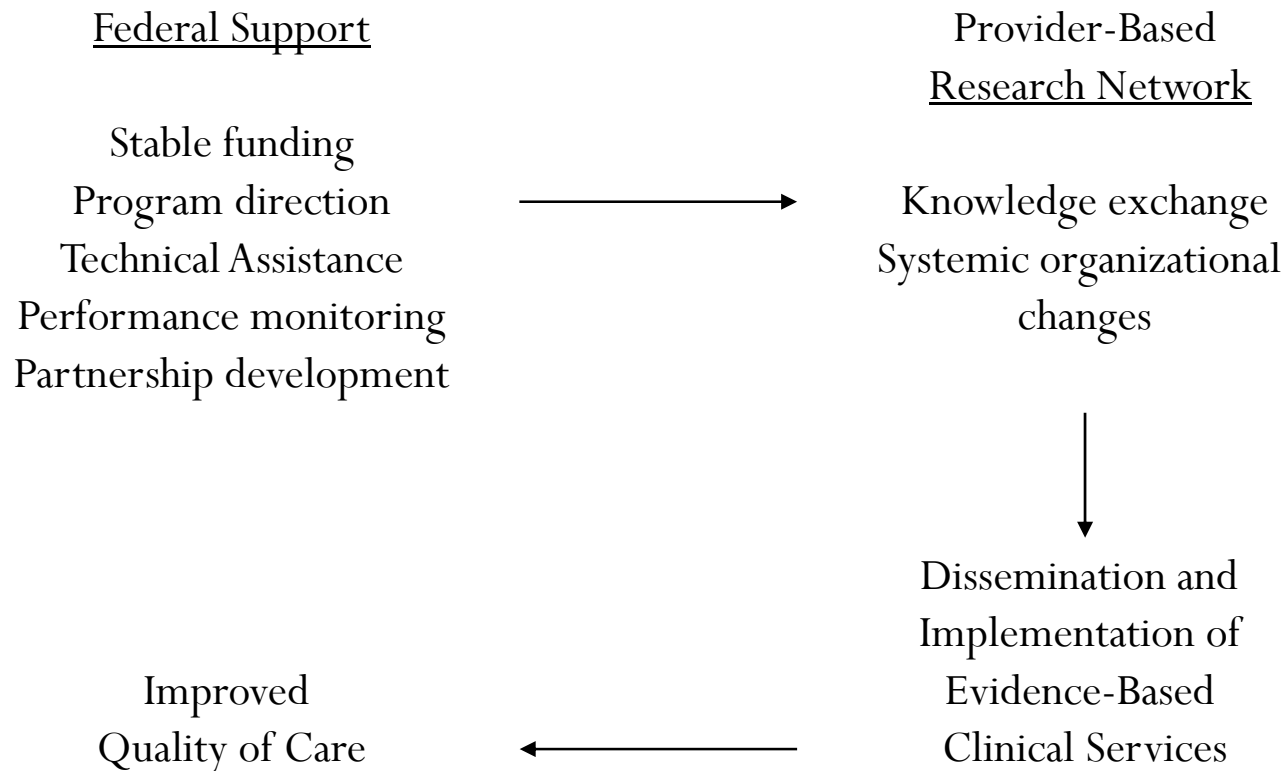 Federal Support
Stable funding
Program direction
Technical Assistance
Performance monitoring
Partnership development
Provider-Based
Research Network
Knowledge exchange
Systemic organizational
changes
Dissemination and
Implementation of
Evidence-Based
Clinical Services
Improved
Quality of Care